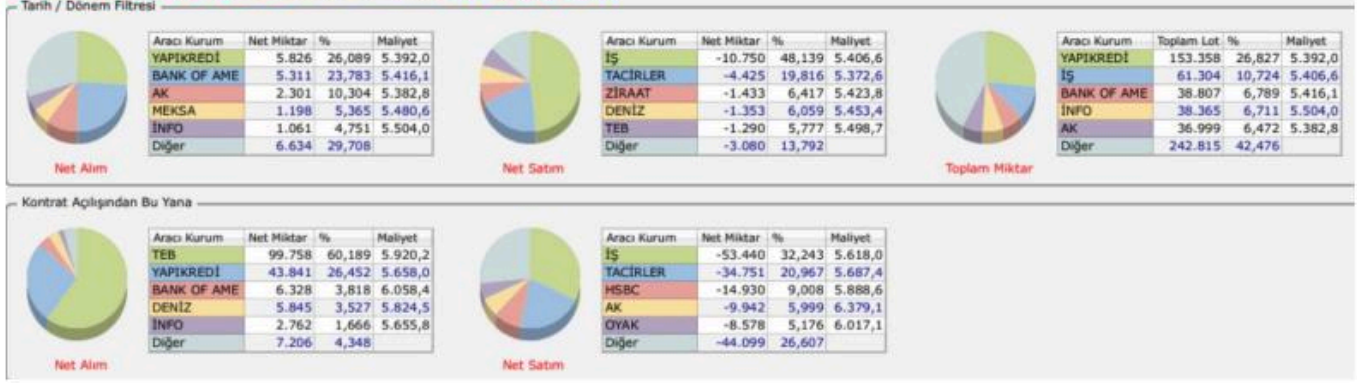 Tarih / Dönem Filtresi
Aracı Kurum Net Miktar % Maliyet
YAPIKREDİ 5.826 26,089 5.392,0
BANK OF AME 5.311 23,783 5.416,1
AK 2.301 10,304 5.382,8
MEKSA 1.198 5,365 5.480,6
İNFO 1.061 4,751 5.504,0
Diğer 6.634 29,708
Net Alım
Aracı Kurum Net Miktar % Maliyet
İŞ -10.750 48,139 5.406,6
TACİRLER -4.425 19,816 5.372,6
ZİRAAT -1.433 6,417 5.423,8
DENİZ -1.353 6,059 5.453,4
TEB -1.290 5,777 5.498,7
Diğer -3.080 13,792
Net Satım
Aracı Kurum Toplam Lot % Maliyet
YAPIKREDİ 153.358 26,827 5.392,0
İŞ 61.304 10,724 5.406,6
BANK OF AME 38.807 6,789 5.416,1
İNFO 38.365 6,711 5.504,0
AK 36.999 6,472 5.382,8
Diğer 242.815 42,476
Toplam Miktar
Kontrat Açılışından Bu Yana
Aracı Kurum Net Miktar % Maliyet
TEB 99.758 60,189 5.920,2
YAPIKREDİ 43.841 26,452 5.658,0
BANK OF AME 6.328 3,818 6.058,4
DENİZ 5.845 3,527 5.824,5
İNFO 2.762 1,666 5.655,8
Diğer 7.206 4,348
Net Alım
Aracı Kurum Net Miktar % Maliyet
İŞ -53.440 32,243 5.618,0
TACİRLER -34.751 20,967 5.687,4
HSBC -14.930 9,008 5.888,6
AK -9.942 5,999 6.379,1
OYAK -8.578 5,176 6.017,1
Diğer -44.099 26,607
Net Satım